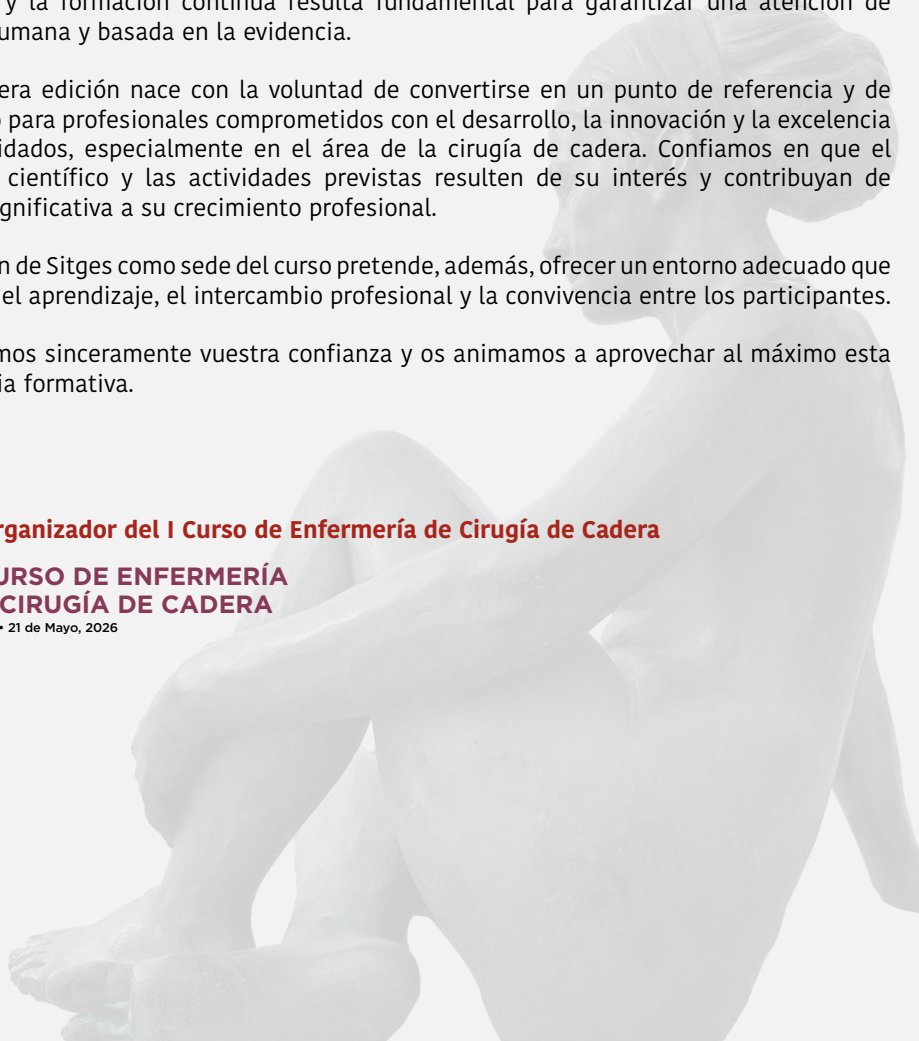 y la formación continua resulta fundamental para garantizar una atención de
umana y basada en la evidencia.
era edición nace con la voluntad de convertirse en un punto de referencia y de
para profesionales comprometidos con el desarrollo, la innovación y la excelencia
idados, especialmente en el área de la cirugía de cadera. Confiamos en que el
científico y las actividades previstas resulten de su interés y contribuyan de
gnificativa a su crecimiento profesional.
n de Sitges como sede del curso pretende, además, ofrecer un entorno adecuado que
el aprendizaje, el intercambio profesional y la convivencia entre los participantes.
mos sinceramente vuestra confianza y os animamos a aprovechar al máximo esta
ia formativa.
rganizador del I Curso de Enfermería de Cirugía de Cadera
URSO DE ENFERMERÍA
CIRUGÍA DE CADERA
• 21 de Mayo, 2026